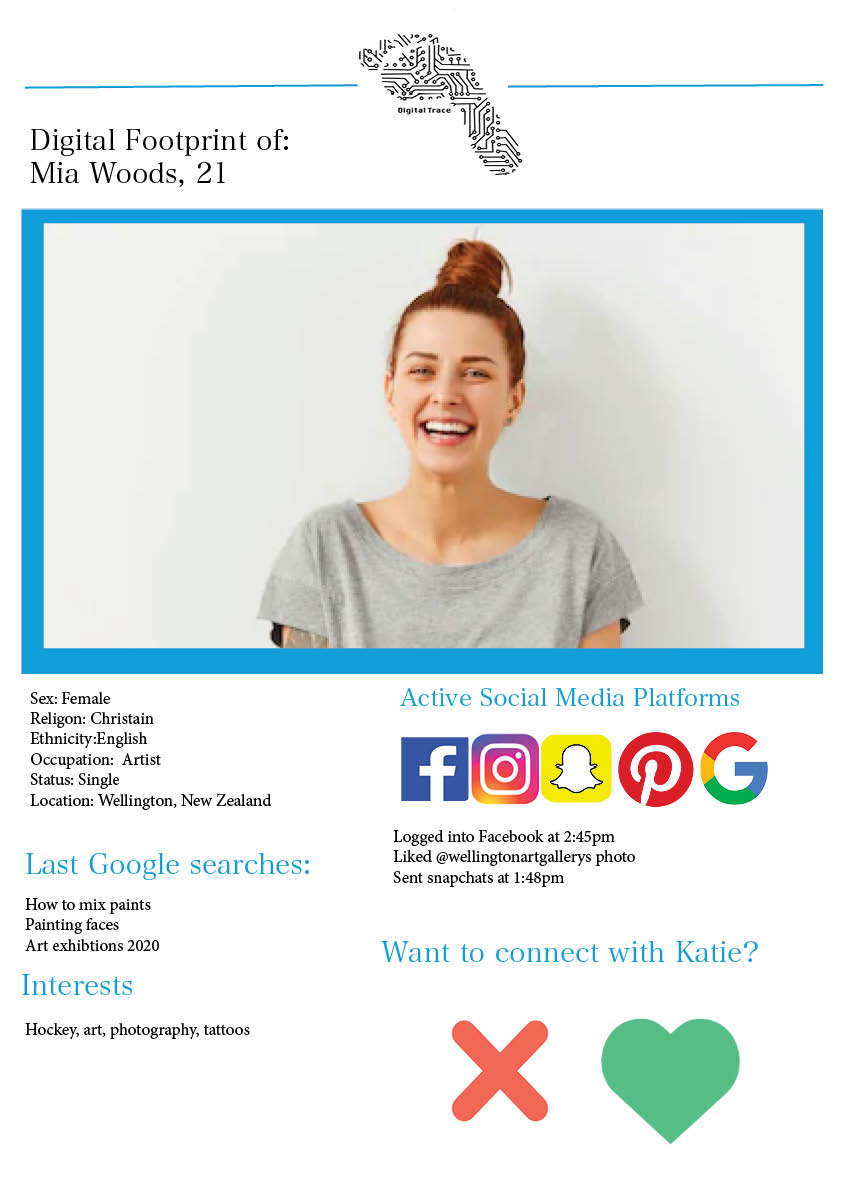 Digital Trace
Digital Footprint of:
Mia Woods, 21
Sex: Female
Religon: Christain
Ethnicity:English
Occupation:  Artist
Status: Single
Location: Wellington, New Zealand
Last Google searches:
How to mix paints
Painting faces
Art exhibtions 2020
Interests
Hockey, art, photography, tattoos
Active Social Media Platforms
Logged into Facebook at 2:45pm
Liked @wellingtonartgallerys photo
Sent snapchats at 1:48pm
Want to connect with Katie?